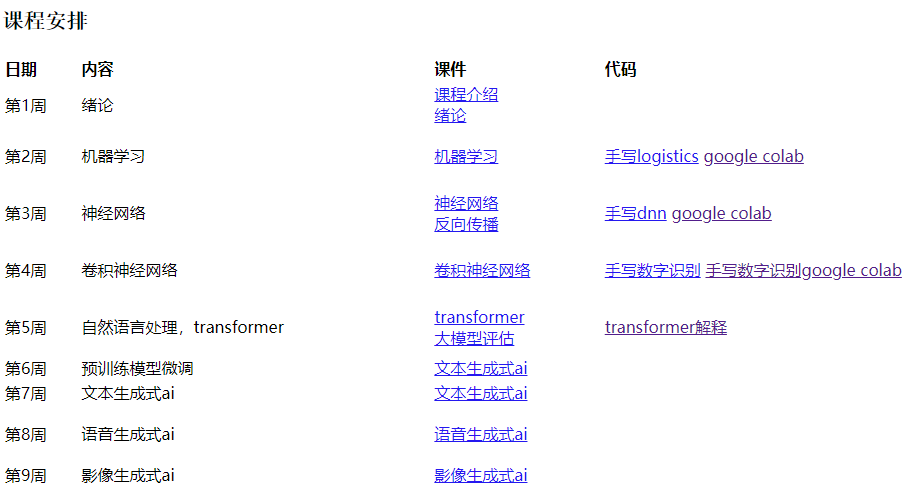 课程安排
日期 内容 课件 代码
第1周 绪论 课程介绍
绪论
第2周 机器学习 机器学习 手写logistics google colab
第3周 神经网络 神经网络
反向传播 手写dnn google colab
第4周 卷积神经网络 卷积神经网络 手写数字识别 手写数字识别google colab
第5周 自然语言处理，transformer transformer
大模型评估 transformer解释
第6周 预训练模型微调 文本生成式ai
第7周 文本生成式ai 文本生成式ai
第8周 语音生成式ai 语音生成式ai
第9周 影像生成式ai 影像生成式ai